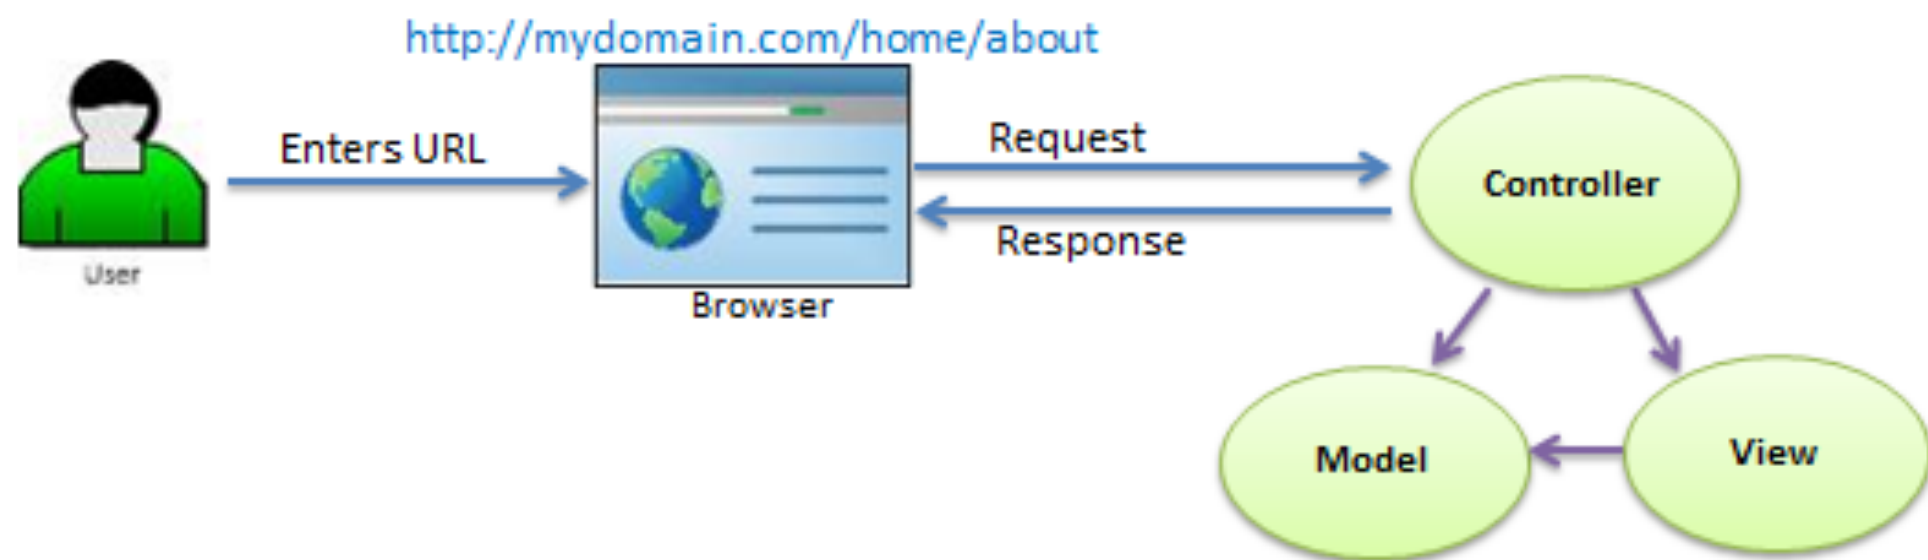 http://mydomain.com/home/about
Enters URL
Request
Controller
Response
User
Browser
Model
View